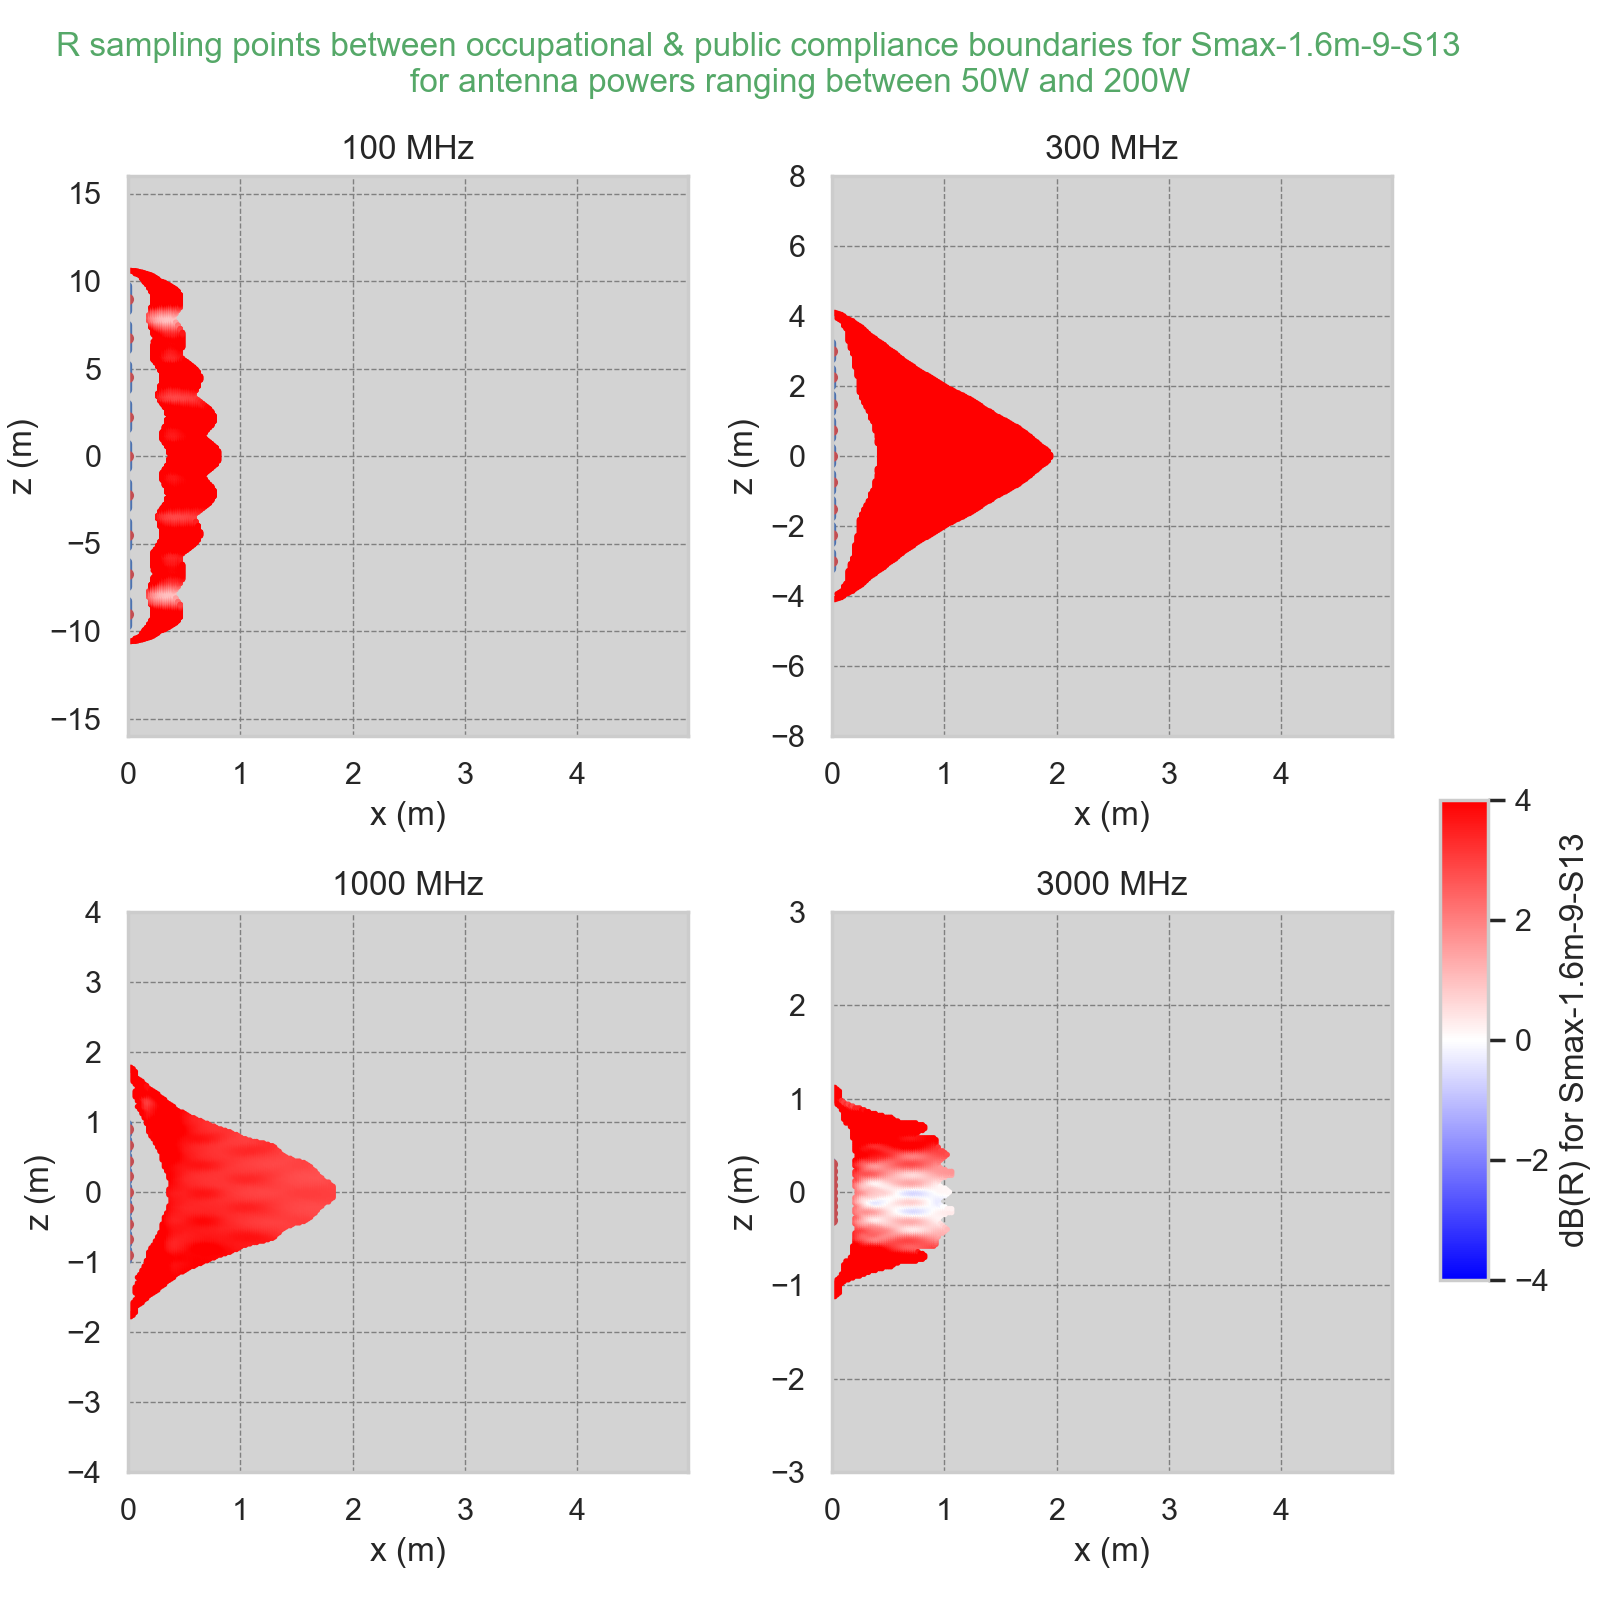 R sampling points between occupational & public compliance boundaries for Smax-1.6m-9-S13
for antenna powers ranging between 50W and 200W
100 MHz
15
10
5
0
−5
−10
−15
z (m)
0 1 2 3 4
x (m)
300 MHz
8
6
4
2
0
−2
−4
−6
−8
z (m)
0 1 2 3 4
x (m)
1000 MHz
4
3
2
1
0
−1
−2
−3
−4
z (m)
0 1 2 3 4
x (m)
3000 MHz
3
2
1
0
−1
−2
−3
z (m)
0 1 2 3 4
x (m)
4
2
0
−2
−4
dB(R) for Smax-1.6m-9-S13